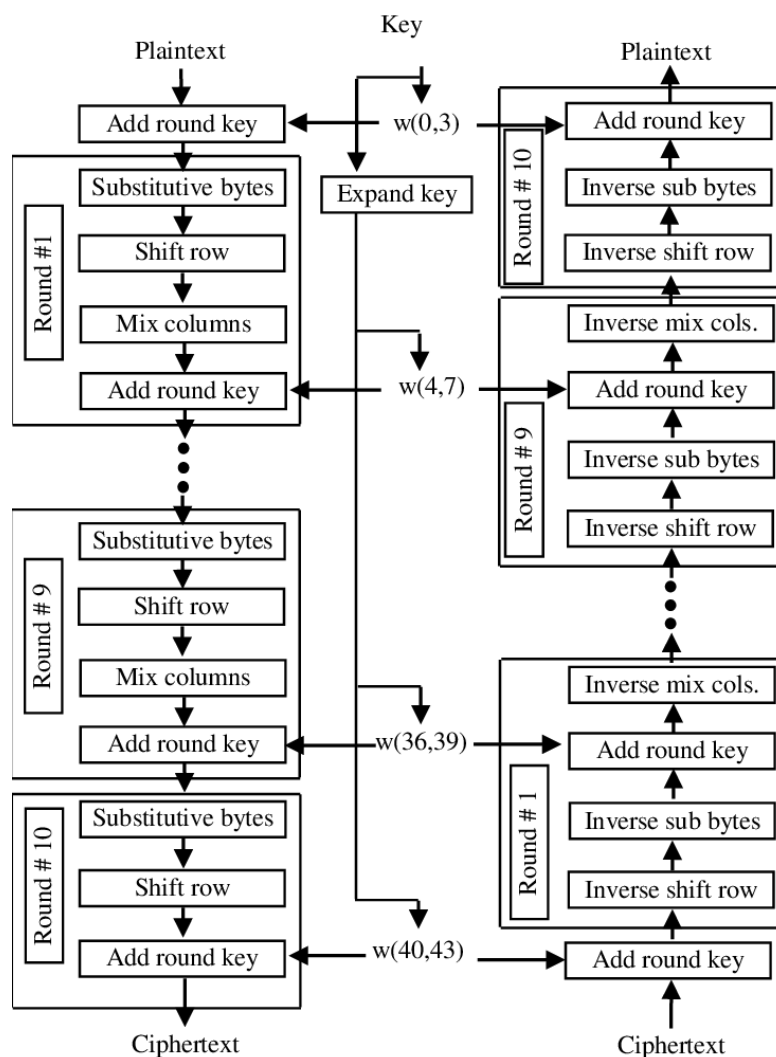 Key
Plaintext
Add round key
Round #1
Substitutive bytes
Shift row
Mix columns
Add round key
Round # 9
Substitutive bytes
Shift row
Mix columns
Add round key
Round # 10
Substitutive bytes
Shift row
Add round key
Ciphertext
w(0,3)
Expand key
w(4,7)
w(36,39)
w(40,43)
Plaintext
Add round key
Round # 10
Inverse sub bytes
Inverse shift row
Inverse mix cols.
Add round key
Round # 9
Inverse sub bytes
Inverse shift row
Inverse mix cols.
Add round key
Round # 1
Inverse sub bytes
Inverse shift row
Add round key
Ciphertext